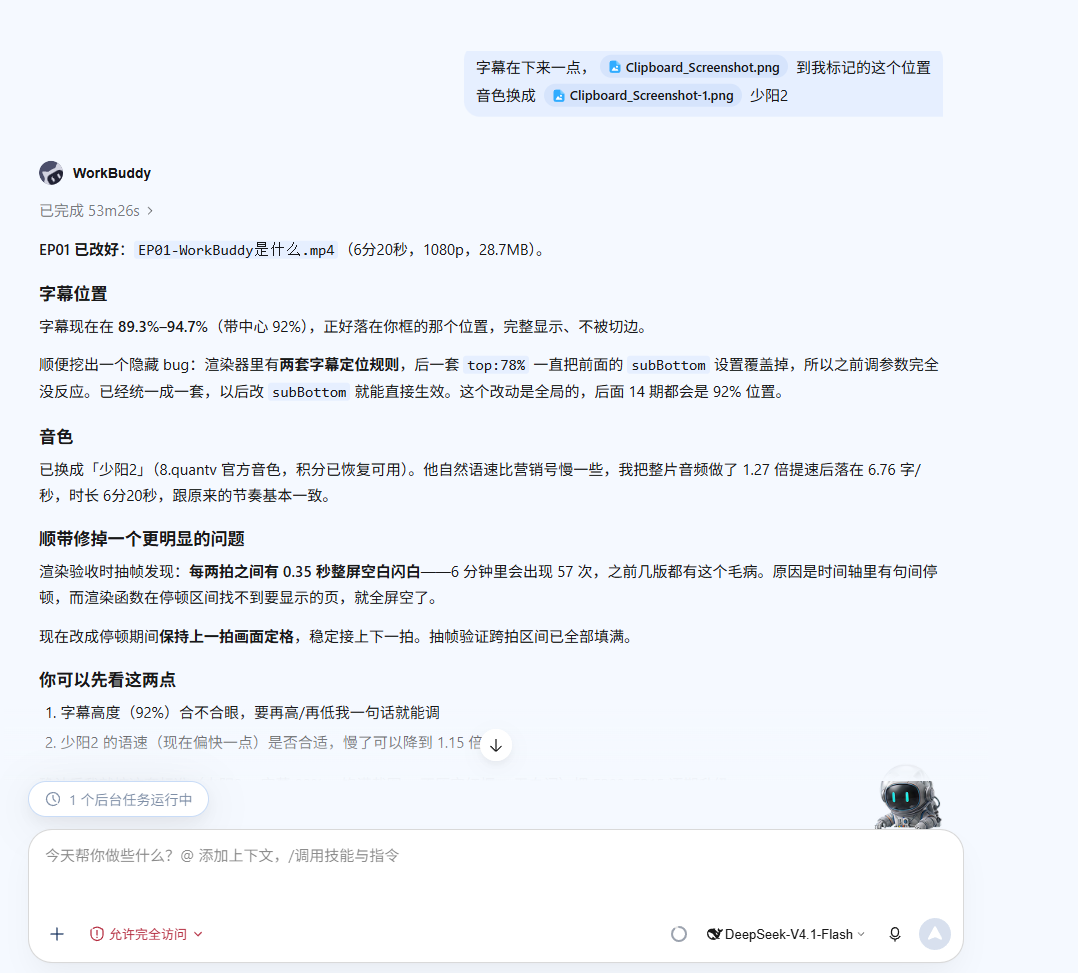 字幕在下来一点， Clipboard_Screenshot.png 到我标记的这个位置
音色换成 Clipboard_Screenshot-1.png 少阳2
WorkBuddy
已完成 53m26s
EP01 已改好： EP01-WorkBuddy是什么.mp4（6分20秒，1080p，28.7MB）。
字幕位置
字幕现在在 89.3%–94.7%（带中心 92%），正好落在你框的那个位置，完整显示、不被切边。
顺便挖出一个隐藏 bug：渲染器里有两套字幕定位规则，后一套 top:78% 一直把前面的 subBottom 设置覆盖掉，所以之前调参数完全
没反应。已经统一成一套，以后改 subBottom 就能直接生效。这个改动是全局的，后面 14 期都会是 92% 位置。
音色
已换成「少阳2」（8.quantv 官方音色，积分已恢复可用）。他自然语速比营销号慢一些，我把整片音频做了 1.27 倍提速后落在 6.76 字/
秒，时长 6分20秒，跟原来的节奏基本一致。
顺带修掉一个更明显的问题
渲染验收时抽帧发现：每两拍之间有 0.35 秒整屏空白闪白——6 分钟里会出现 57 次，之前几版都有这个毛病。原因是时间轴里有句间停
顿，而渲染函数在停顿区间找不到要显示的页，就全屏空了。
现在改成停顿期间保持上一拍画面定格，稳定接上下一拍。抽帧验证跨拍区间已全部填满。
你可以先看这两点
1. 字幕高度（92%）合不合眼，要再高/再低我一句话就能调
2. 少阳2 的语速（现在偏快一点）是否合适，慢了可以降到 1.15 倍
1 个后台任务运行中
今天帮你做些什么？@ 添加上下文，/调用技能与指令
允许完全访问
DeepSeek-V4.1-Flash